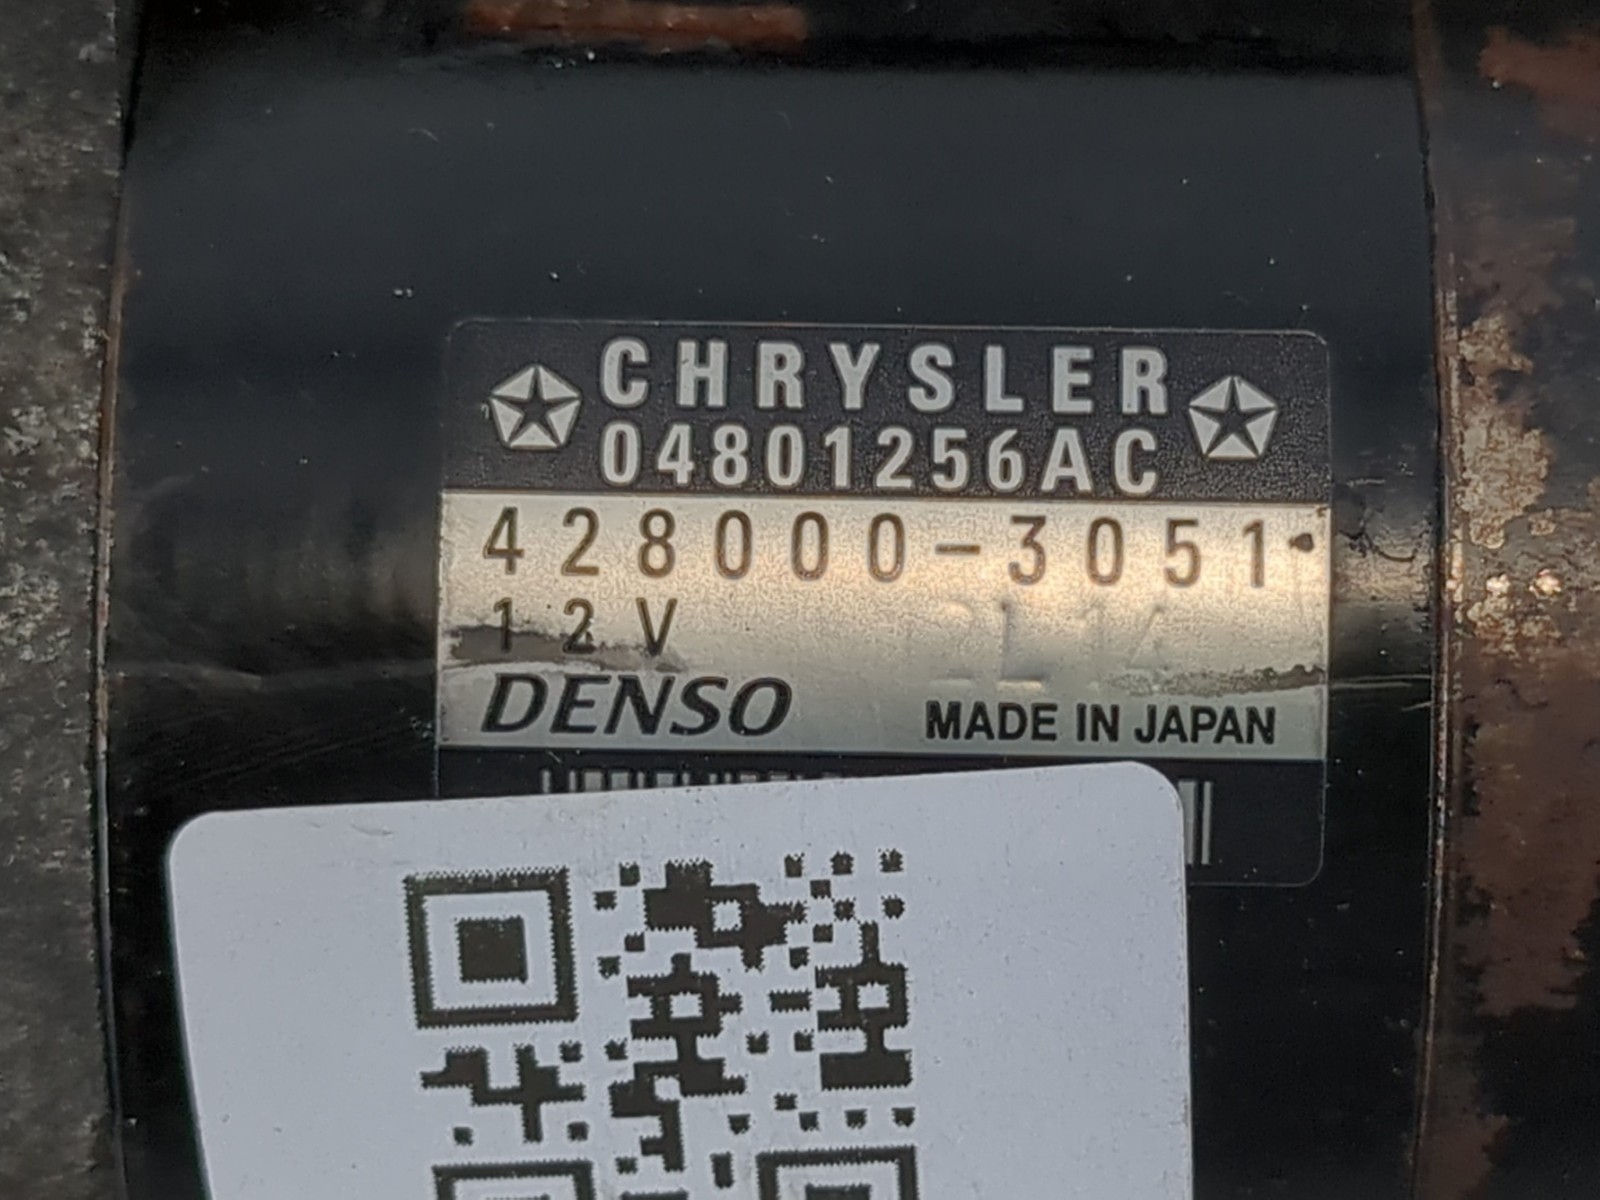 CHRYSLER
04801256AC
428000-3051
12V
DENSO
MADE IN JAPAN